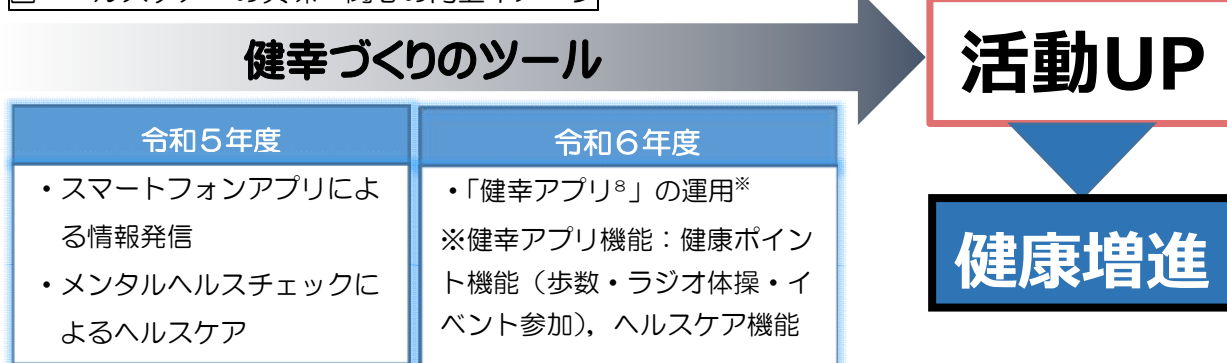 健幸づくりのツール
活動UP
令和5年度
・スマートフォンアプリによ
る情報発信
・メンタルヘルスチェックに
よるヘルスケア
令和6年度
・「健幸アプリ⁸」の運用※
※健幸アプリ機能：健康ポイン
ト機能（歩数・ラジオ体操・イ
ベント参加），ヘルスケア機能
健康増進